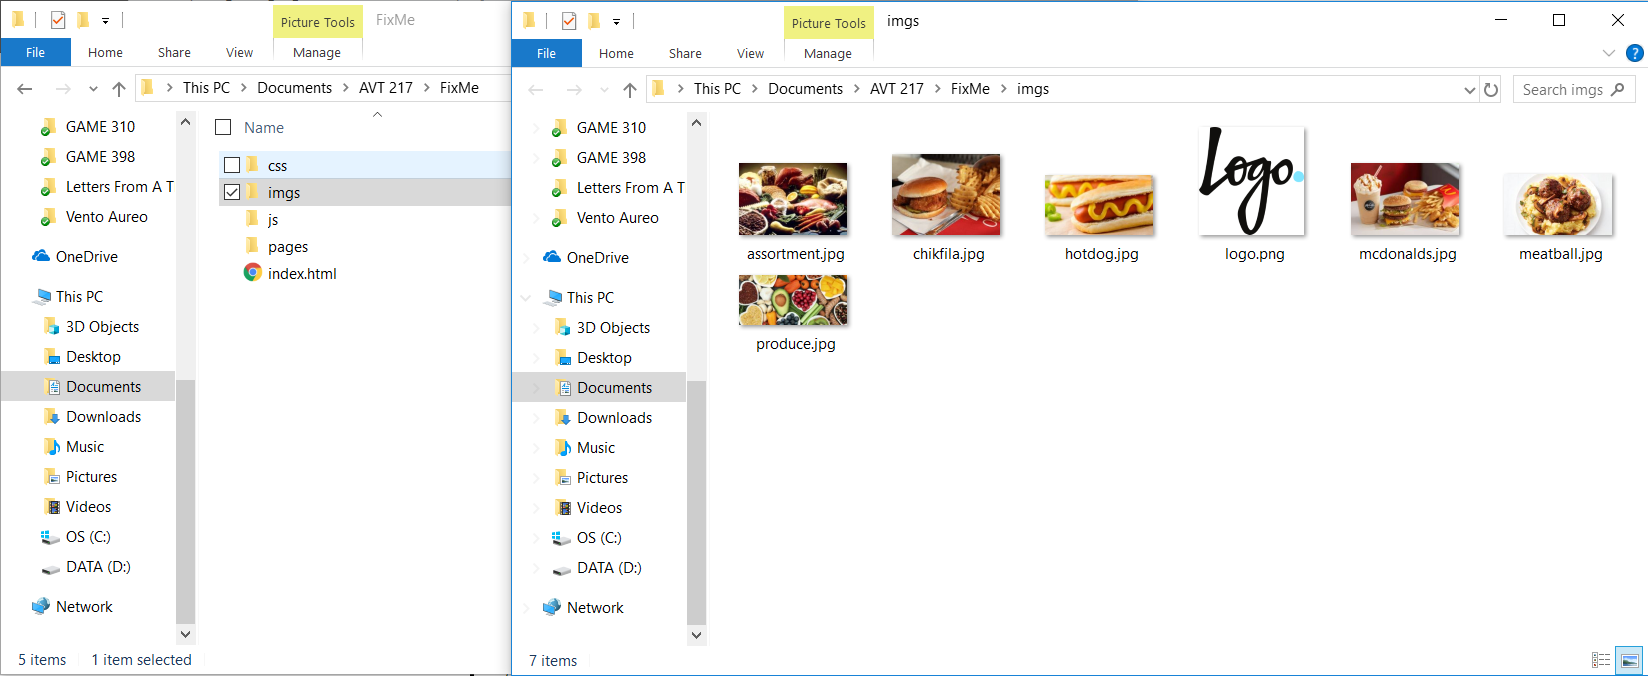 Picture Tools
FixMe
File
Home
Share
View
Manage
This PC
Documents
AVT 217
FixMe
GAME 310
GAME 398
Letters From A T
Vento Aureo
OneDrive
This PC
3D Objects
Desktop
Documents
Downloads
Music
Pictures
Videos
OS (C:)
DATA (D:)
Network
Name
css
imgs
js
pages
index.html
5 items
1 item selected
Picture Tools
imgs
File
Home
Share
View
Manage
?
This PC
Documents
AVT 217
FixMe
imgs
Search imgs
GAME 310
GAME 398
Letters From A T
Vento Aureo
OneDrive
This PC
3D Objects
Desktop
Documents
Downloads
Music
Pictures
Videos
OS (C:)
DATA (D:)
Network
Logo.
assortment.jpg
chikfila.jpg
hotdog.jpg
logo.png
mcdonalds.jpg
meatball.jpg
produce.jpg
7 items